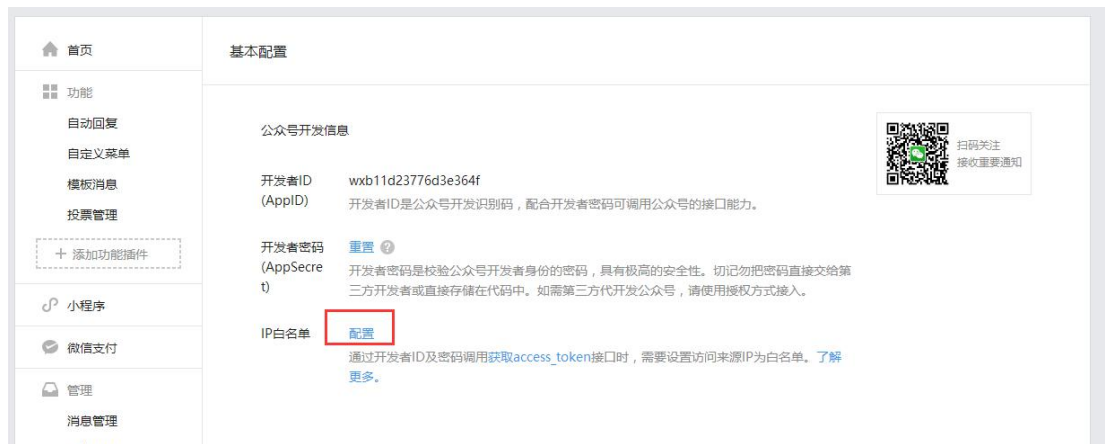 首页
功能
自动回复
自定义菜单
模板消息
投票管理
添加功能插件
小程序
微信支付
管理
消息管理
基本配置
公众号开发信息
开发者ID
(AppID)
wxb11d23776d3e364f
开发者ID是公众号开发识别码，配合开发者密码可调用公众号的接口能力。
开发者密码
(AppSecre
t)
重置
开发者密码是校验公众号开发者身份的密码，具有极高的安全性。切记勿把密码直接交给第
三方开发者或直接存储在代码中。如需第三方代开发公众号，请使用授权方式接入。
IP白名单
配置
通过开发者ID及密码调用获取access_token接口时，需要设置访问来源IP为白名单。了解
更多。
扫码关注
接收重要通知